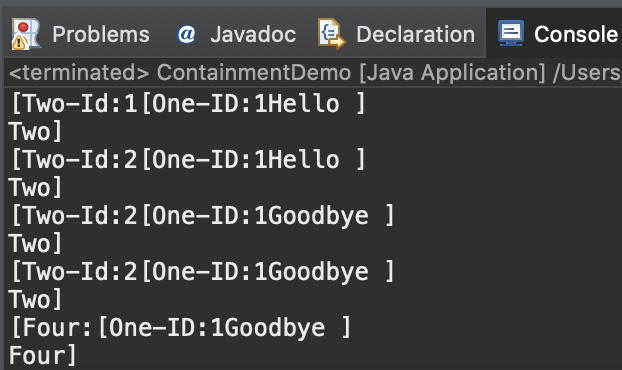 Problems @ Javadoc Declaration Console
<terminated> ContainmentDemo [Java Application] /Users
[Two-Id:1[One-ID:1Hello ]
Two]
[Two-Id:2[One-ID:1Hello ]
Two]
[Two-Id:2[One-ID:1Goodbye ]
Two]
[Two-Id:2[One-ID:1Goodbye ]
Two]
[Four:[One-ID:1Goodbye ]
Four]